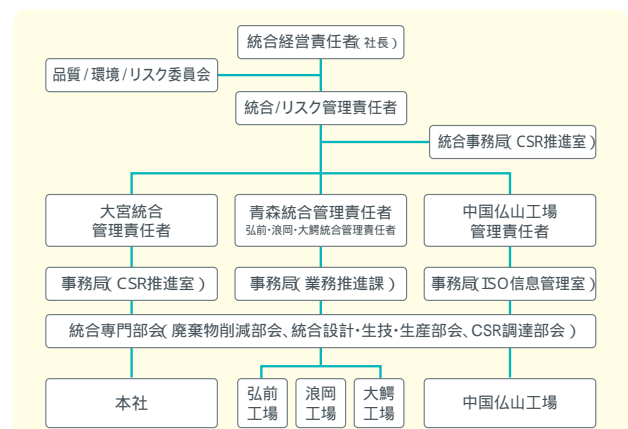 統合経営責任者(社長)
品質/環境/リスク委員会
統合/リスク管理責任者
統合事務局(CSR推進室)
大宮統合
管理責任者
青森統合管理責任者
弘前・浪岡・大鰐統合管理責任者
中国仏山工場
管理責任者
事務局(CSR推進室)
事務局(業務推進課)
事務局(ISO信息管理室)
統合専門部会(廃棄物削減部会、統合設計・生技・生産部会、CSR調達部会)
本社
弘前
工場
浪岡
工場
大鰐
工場
中国仏山工場